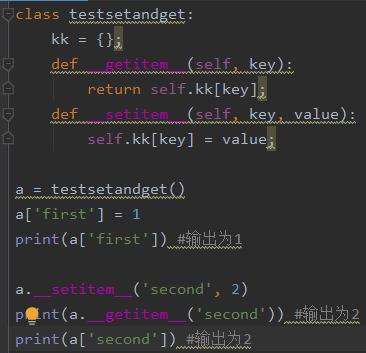 class testsetandget:
    kk = {};
    def __getitem__(self, key):
        return self.kk[key];
    def __setitem__(self, key, value):
        self.kk[key] = value;
a = testsetandget()
a['first'] = 1
print(a['first']) #输出为1
a.__setitem__('second', 2)
print(a.__getitem__('second')) #输出为2
print(a['second']) #输出为2